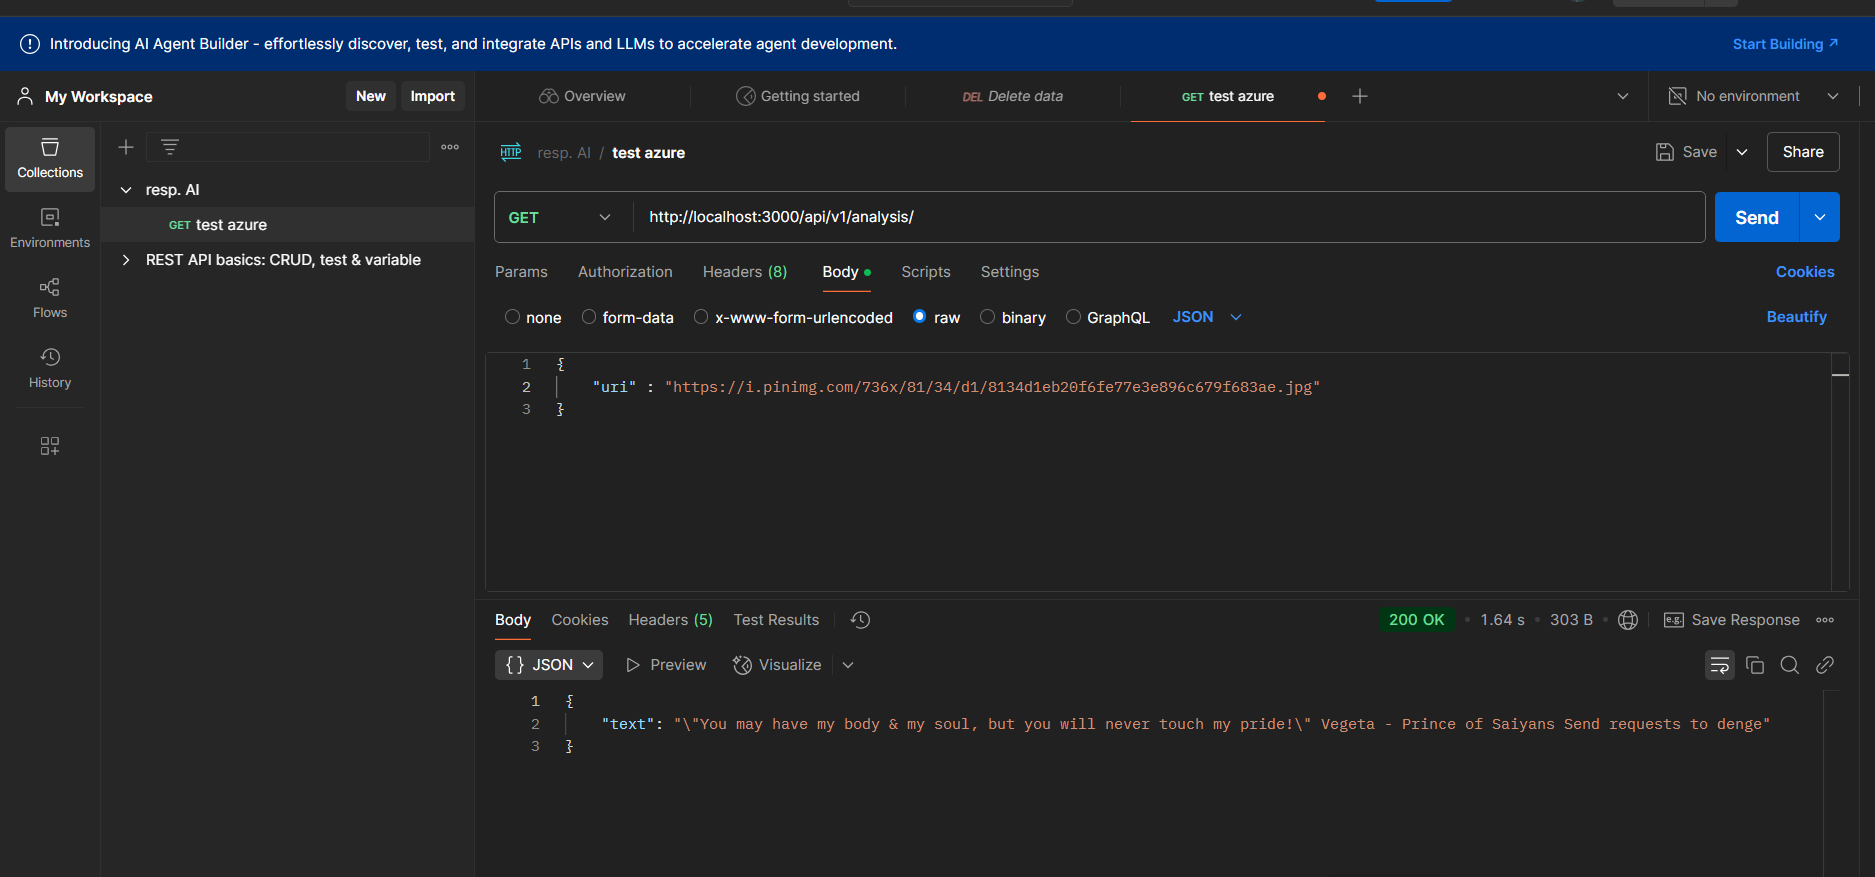 Introducing AI Agent Builder - effortlessly discover, test, and integrate APIs and LLMs to accelerate agent development.
Start Building ↗
My Workspace
New
Import
Overview
Getting started
DEL Delete data
GET test azure
No environment
Collections
Environments
Flows
History
resp. AI
GET test azure
REST API basics: CRUD, test & variable
HTTP resp. AI / test azure
Save
Share
GET
http://localhost:3000/api/v1/analysis/
Send
Params
Authorization
Headers (8)
Body
Scripts
Settings
Cookies
none
form-data
x-www-form-urlencoded
raw
binary
GraphQL
JSON
Beautify
1 {
2 "uri" : "https://i.pinimg.com/736x/81/34/d1/8134d1eb20f6fe77e3e896c679f683ae.jpg"
3 }
Body
Cookies
Headers (5)
Test Results
200 OK
1.64 s
303 B
e.g. Save Response
{} JSON
Preview
Visualize
1 {
2 "text": "\"You may have my body & my soul, but you will never touch my pride!\" Vegeta - Prince of Saiyans Send requests to denge"
3 }